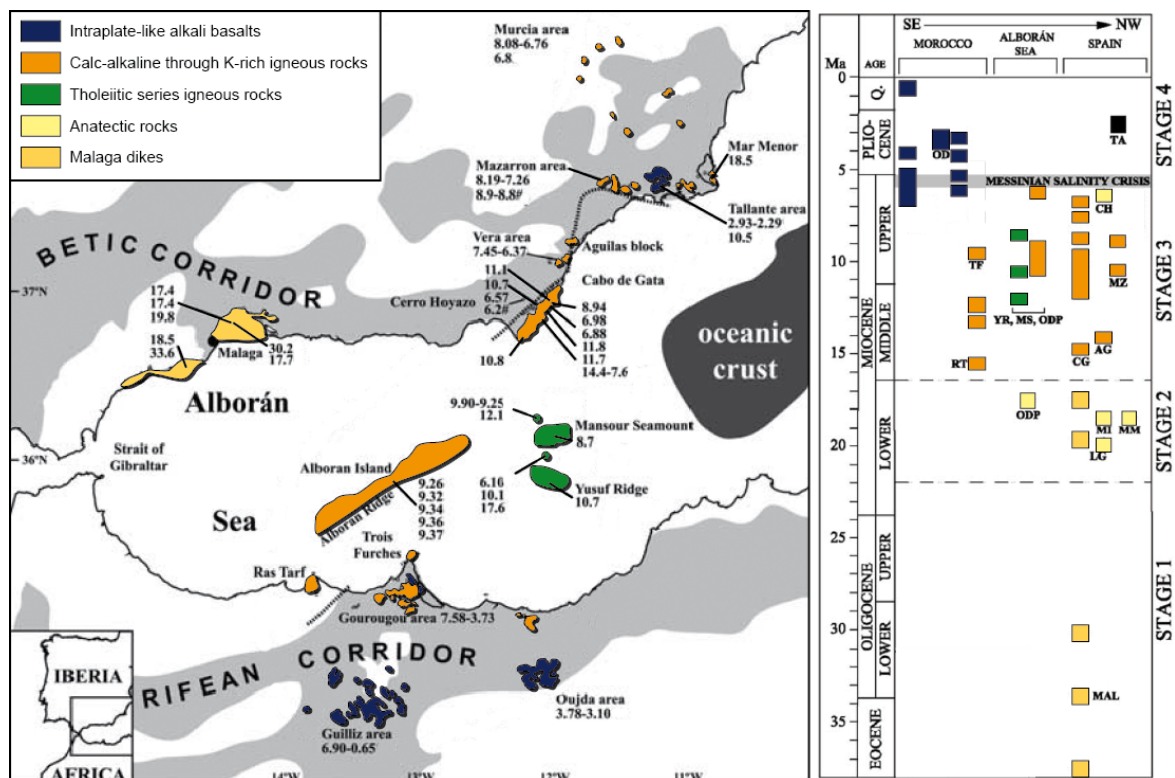 Intraplate-like alkali basalts
Calc-alkaline through K-rich igneous rocks
Tholeiitic series igneous rocks
Anatectic rocks
Malaga dikes
Murcia area
8.08-6.76
6.8
Mar Menor
18.5
Mazarron area
8.19-7.26
8.9-8.8#
Tallante area
2.93-2.29
10.5
Vera area
7.45-6.37
Aguilas block
BETIC CORRIDOR
37°N
Cabo de Gata
Cerro Hoyazo
11.1
10.7
6.57
6.2#
8.94
6.98
6.88
11.8
11.7
14.4-7.6
10.8
17.4
17.4
19.8
18.5
33.6
Malaga
30.2
17.7
oceanic
crust
Alborán
Sea
Strait of
Gibraltar
36°N
9.90-9.25
12.1
Mansour Seamount
8.7
Alboran Island
Alboran Ridge
9.26
9.32
9.34
9.36
9.37
6.16
10.1
17.6
Yusuf Ridge
10.7
Trois
Furches
Ras Tarf
Gourougou area 7.58-3.73
RIFEAN CORRIDOR
Oujda area
3.78-3.10
Guilliz area
6.90-0.65
IBERIA
AFRICA
14°W
13°W
12°W
11°W
SE
NW
MOROCCO
ALBORÁN
SEA
SPAIN
Ma
AGE
0
5
10
15
20
25
30
35
Q.
PLIO-
CENE
MIOCENE
UPPER
MIDDLE
LOWER
OLIGOCENE
UPPER
LOWER
EOCENE
OD
TA
MESSINIAN SALINITY CRISIS
CH
TF
MZ
YR, MS, ODP
RT
CG
AG
ODP
MI
MM
LG
MAL
STAGE 4
STAGE 3
STAGE 2
STAGE 1